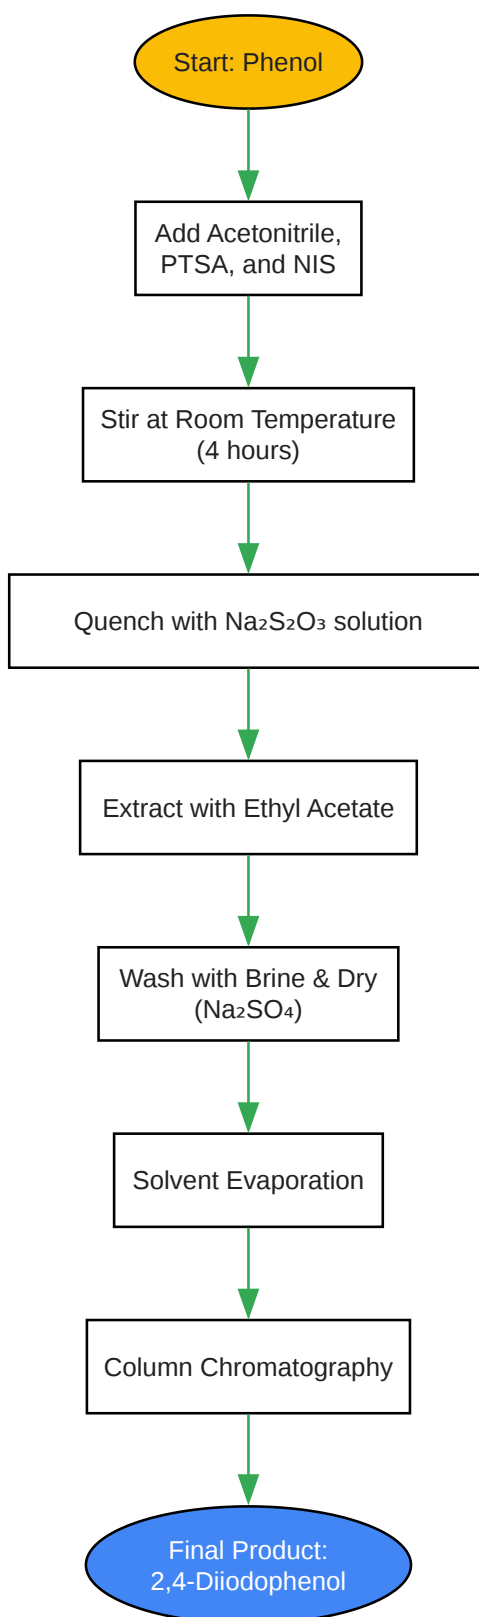 Start: Phenol
Add Acetonitrile,
PTSA, and NIS
Stir at Room Temperature
(4 hours)
Quench with Na₂S₂O₃ solution
Extract with Ethyl Acetate
Wash with Brine & Dry
(Na₂SO₄)
Solvent Evaporation
Column Chromatography
Final Product:
2,4-Diiodophenol